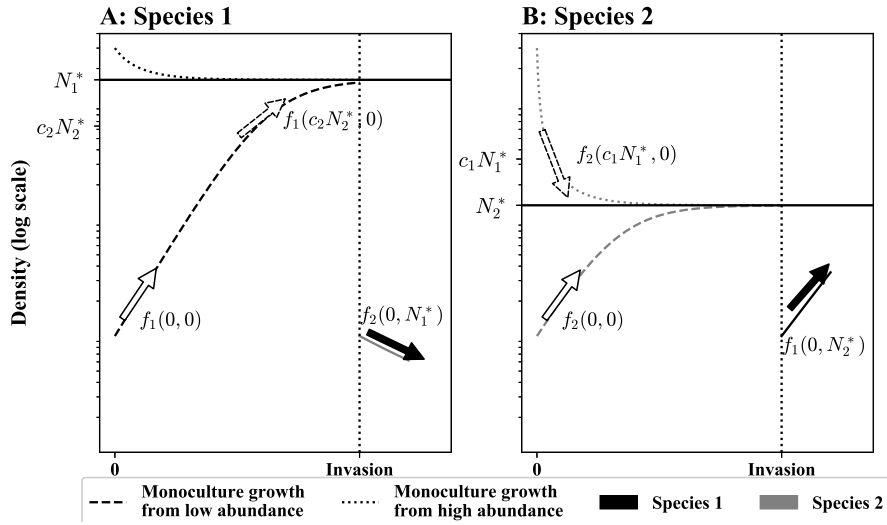 A: Species 1
B: Species 2
Density (log scale)
N₁*
c₂N₂*
f₁(c₂N₂*, 0)
f₁(0, 0)
f₂(0, N₁*)
0
Invasion
c₁N₁*
N₂*
f₂(c₁N₁*, 0)
f₂(0, 0)
f₁(0, N₂*)
0
Invasion
Monoculture growth
from low abundance
Monoculture growth
from high abundance
Species 1
Species 2